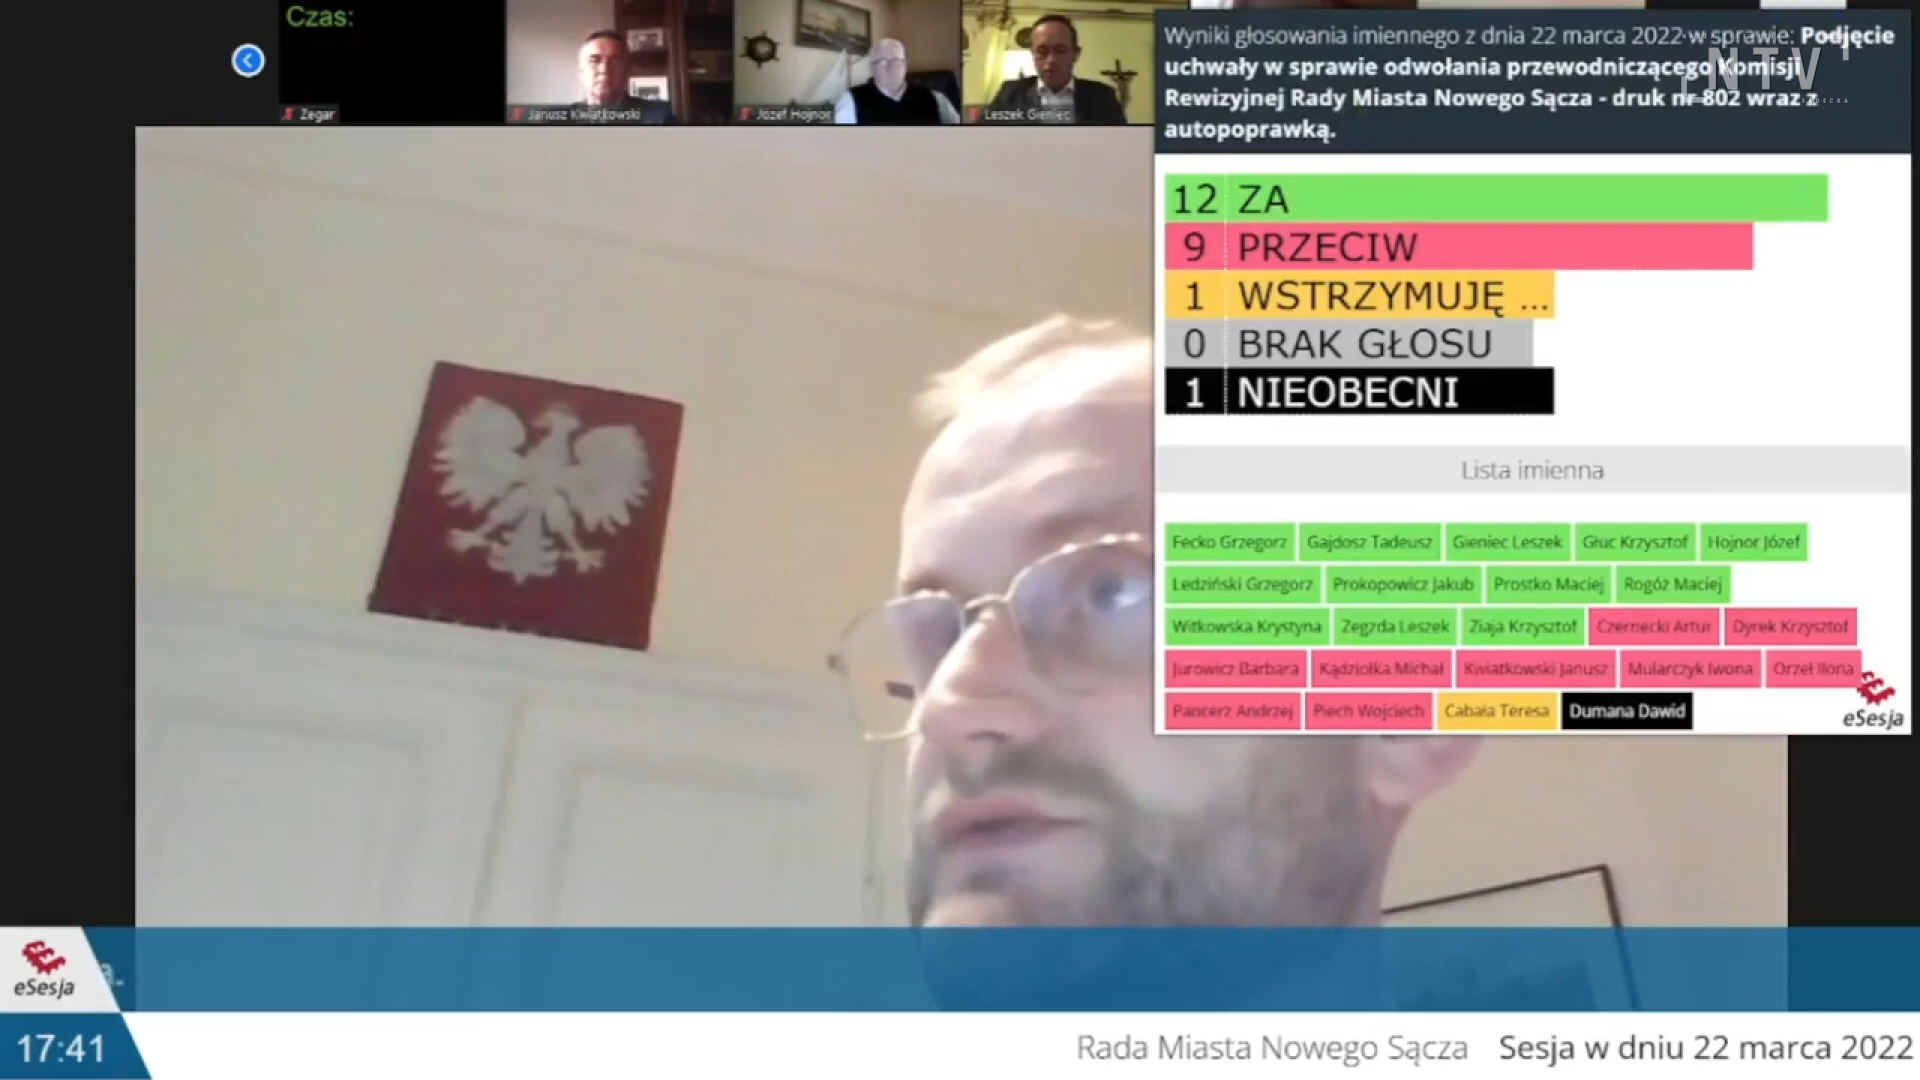 Czas:
Zegar
Janusz Kwiatkowski
Józef Hojnor
Leszek Gieniec
NTV
Wyniki głosowania imiennego z dnia 22 marca 2022 w sprawie: Podjęcie
uchwały w sprawie odwołania przewodniczącego Komisji
Rewizyjnej Rady Miasta Nowego Sącza - druk nr 802 wraz z
autopoprawką.
12 ZA
9 PRZECIW
1 WSTRZYMUJĘ ...
0 BRAK GŁOSU
1 NIEOBECNI
Lista imienna
Fecko Grzegorz Gajdosz Tadeusz Gieniec Leszek Głuc Krzysztof Hojnor Józef
Ledziński Grzegorz Prokopowicz Jakub Prostko Maciej Rogóż Maciej
Witkowska Krystyna Zegzda Leszek Ziaja Krzysztof Czernecki Artur Dyrek Krzysztof
Jurowicz Barbara Kądziołka Michał Kwiatkowski Janusz Mularczyk Iwona Orzeł Ilona
Pancerz Andrzej Piech Wojciech Cabała Teresa Dumana Dawid
eSesja
eSesja
17:41
Rada Miasta Nowego Sącza Sesja w dniu 22 marca 2022